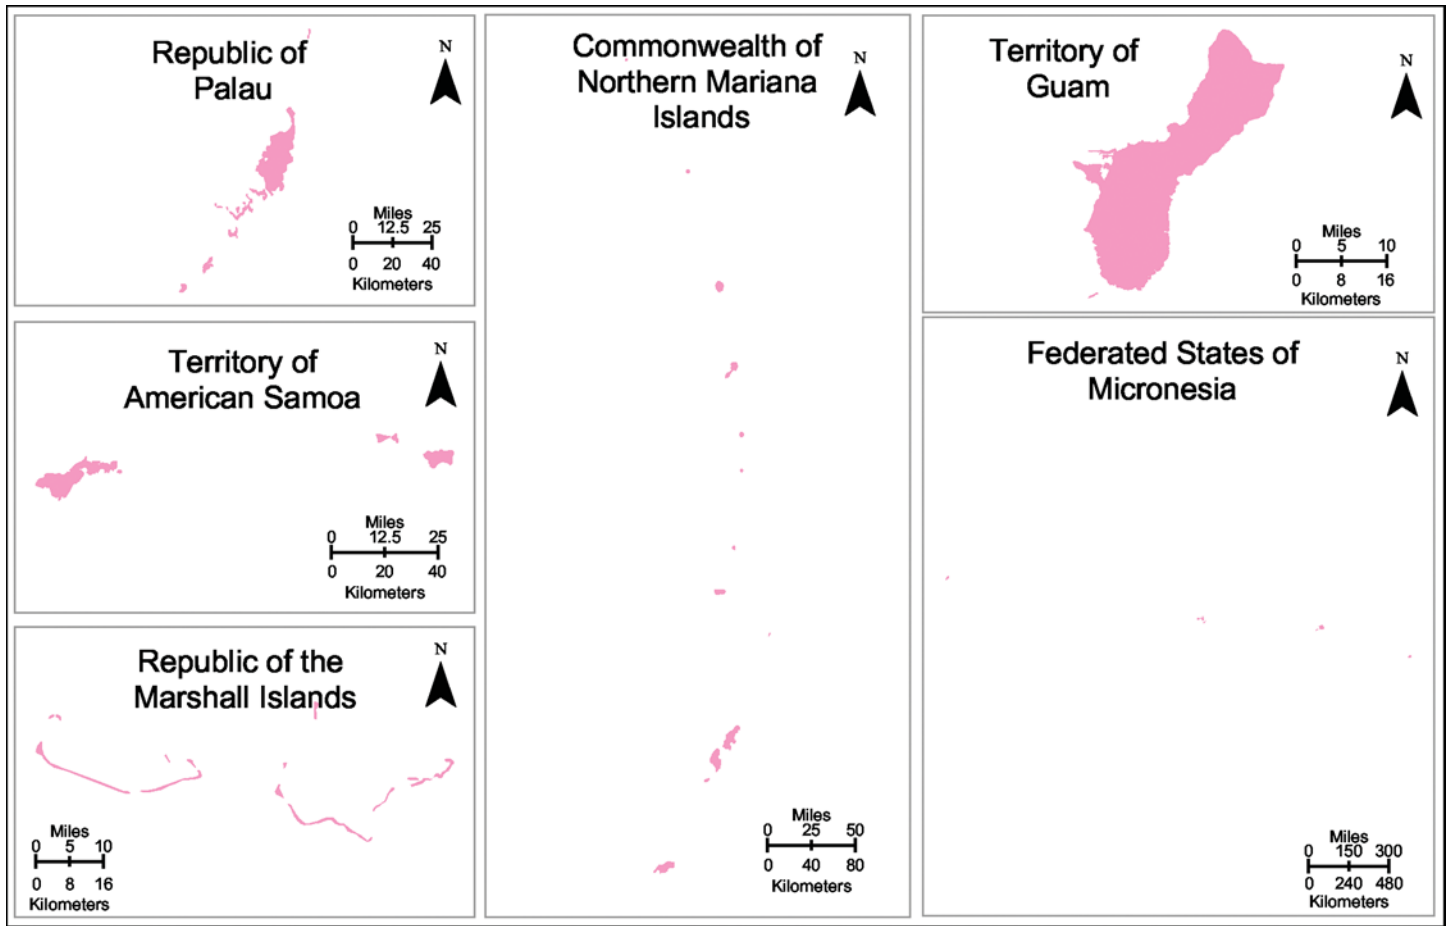 Republic of
Palau
N
Miles
0 12.5 25
0 20 40
Kilometers
Territory of
American Samoa
N
Miles
0 12.5 25
0 20 40
Kilometers
Republic of the
Marshall Islands
N
Miles
0 5 10
0 8 16
Kilometers
Commonwealth of
Northern Mariana
Islands
N
Miles
0 25 50
0 40 80
Kilometers
Territory of
Guam
N
Miles
0 5 10
0 8 16
Kilometers
Federated States of
Micronesia
N
Miles
0 150 300
0 240 480
Kilometers